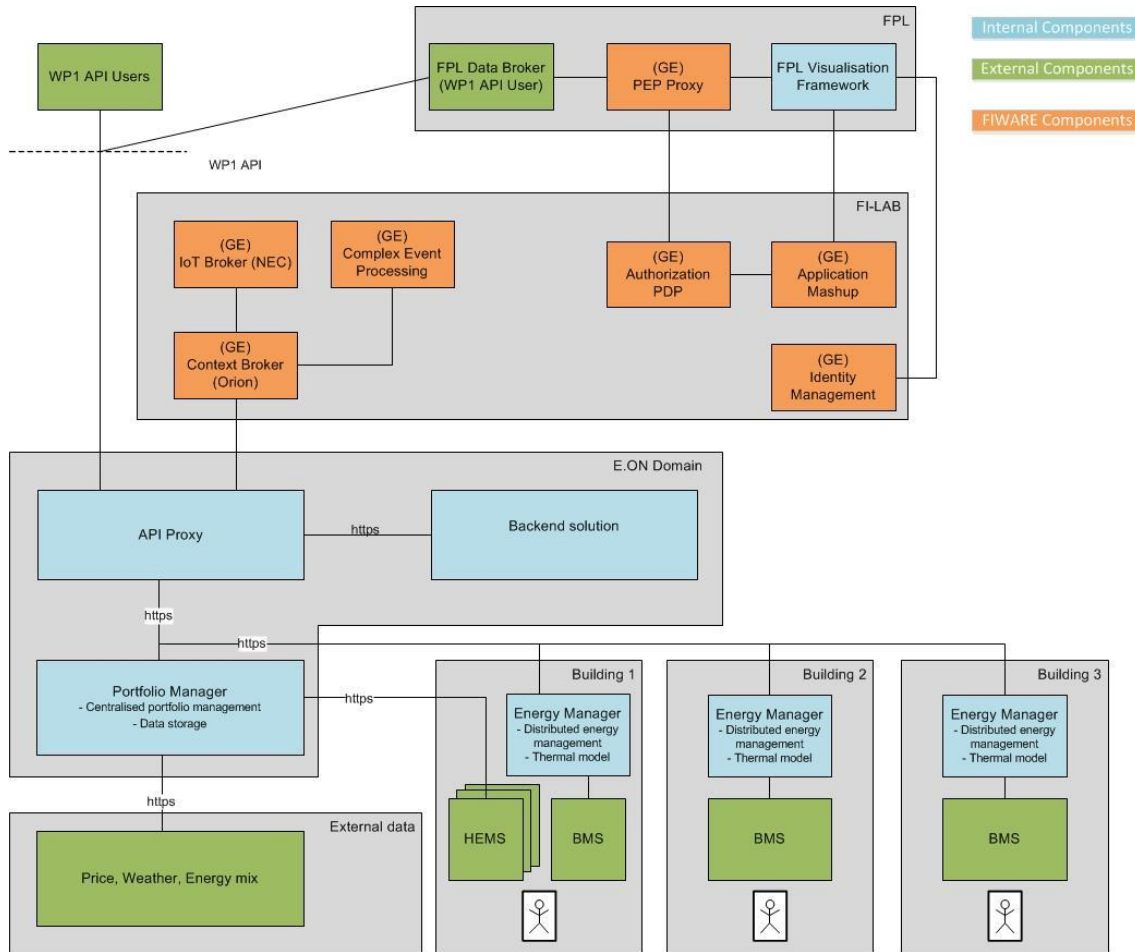 FPL
Internal Components
WP1 API Users
FPL Data Broker
(WP1 API User)
(GE)
PEP Proxy
FPL Visualisation
Framework
External Components
FIWARE Components
WP1 API
FI-LAB
(GE)
IoT Broker (NEC)
(GE)
Complex Event
Processing
(GE)
Authorization
PDP
(GE)
Application
Mashup
(GE)
Context Broker
(Orion)
(GE)
Identity
Management
E.ON Domain
API Proxy
https
Backend solution
https
https
Portfolio Manager
- Centralised portfolio management
- Data storage
https
Building 1
Energy Manager
- Distributed energy
management
- Thermal model
HEMS
BMS
Building 2
Energy Manager
- Distributed energy
management
- Thermal model
BMS
Building 3
Energy Manager
- Distributed energy
management
- Thermal model
BMS
https
External data
Price, Weather, Energy mix